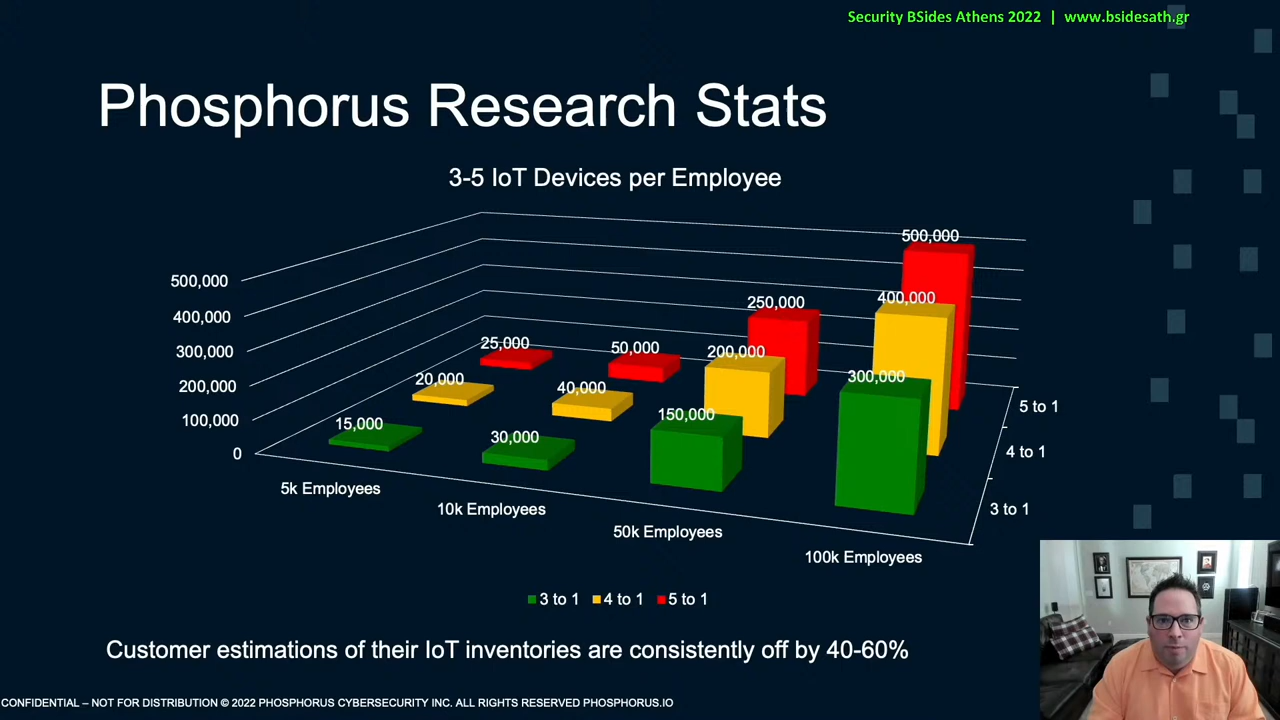 Security BSides Athens 2022 | www.bsidesath.gr
Phosphorus Research Stats
3-5 IoT Devices per Employee
500,000
400,000
300,000
200,000
100,000
0
500,000
250,000
400,000
25,000
50,000
200,000
300,000
20,000
40,000
150,000
15,000
30,000
5 to 1
4 to 1
3 to 1
5k Employees
10k Employees
50k Employees
100k Employees
3 to 1 4 to 1 5 to 1
Customer estimations of their IoT inventories are consistently off by 40-60%
CONFIDENTIAL – NOT FOR DISTRIBUTION © 2022 PHOSPHORUS CYBERSECURITY INC. ALL RIGHTS RESERVED PHOSPHORUS.IO